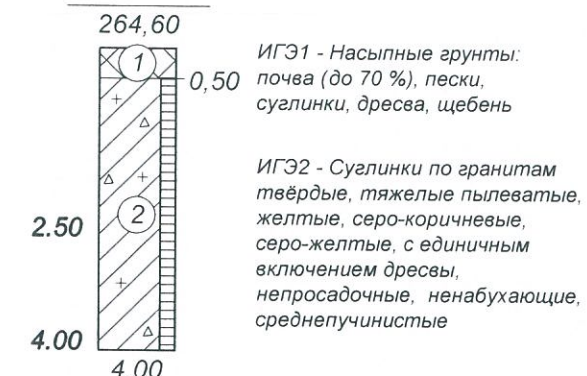 264,60
1
0,50
ИГЭ1 - Насыпные грунты:
почва (до 70 %), пески,
суглинки, дресва, щебень
ИГЭ2 - Суглинки по гранитам
твёрдые, тяжелые пылеватые,
желтые, серо-коричневые,
серо-желтые, с единичным
включением дресвы,
непросадочные, ненабухающие,
среднепучинистые
2
2.50
4.00
4,00